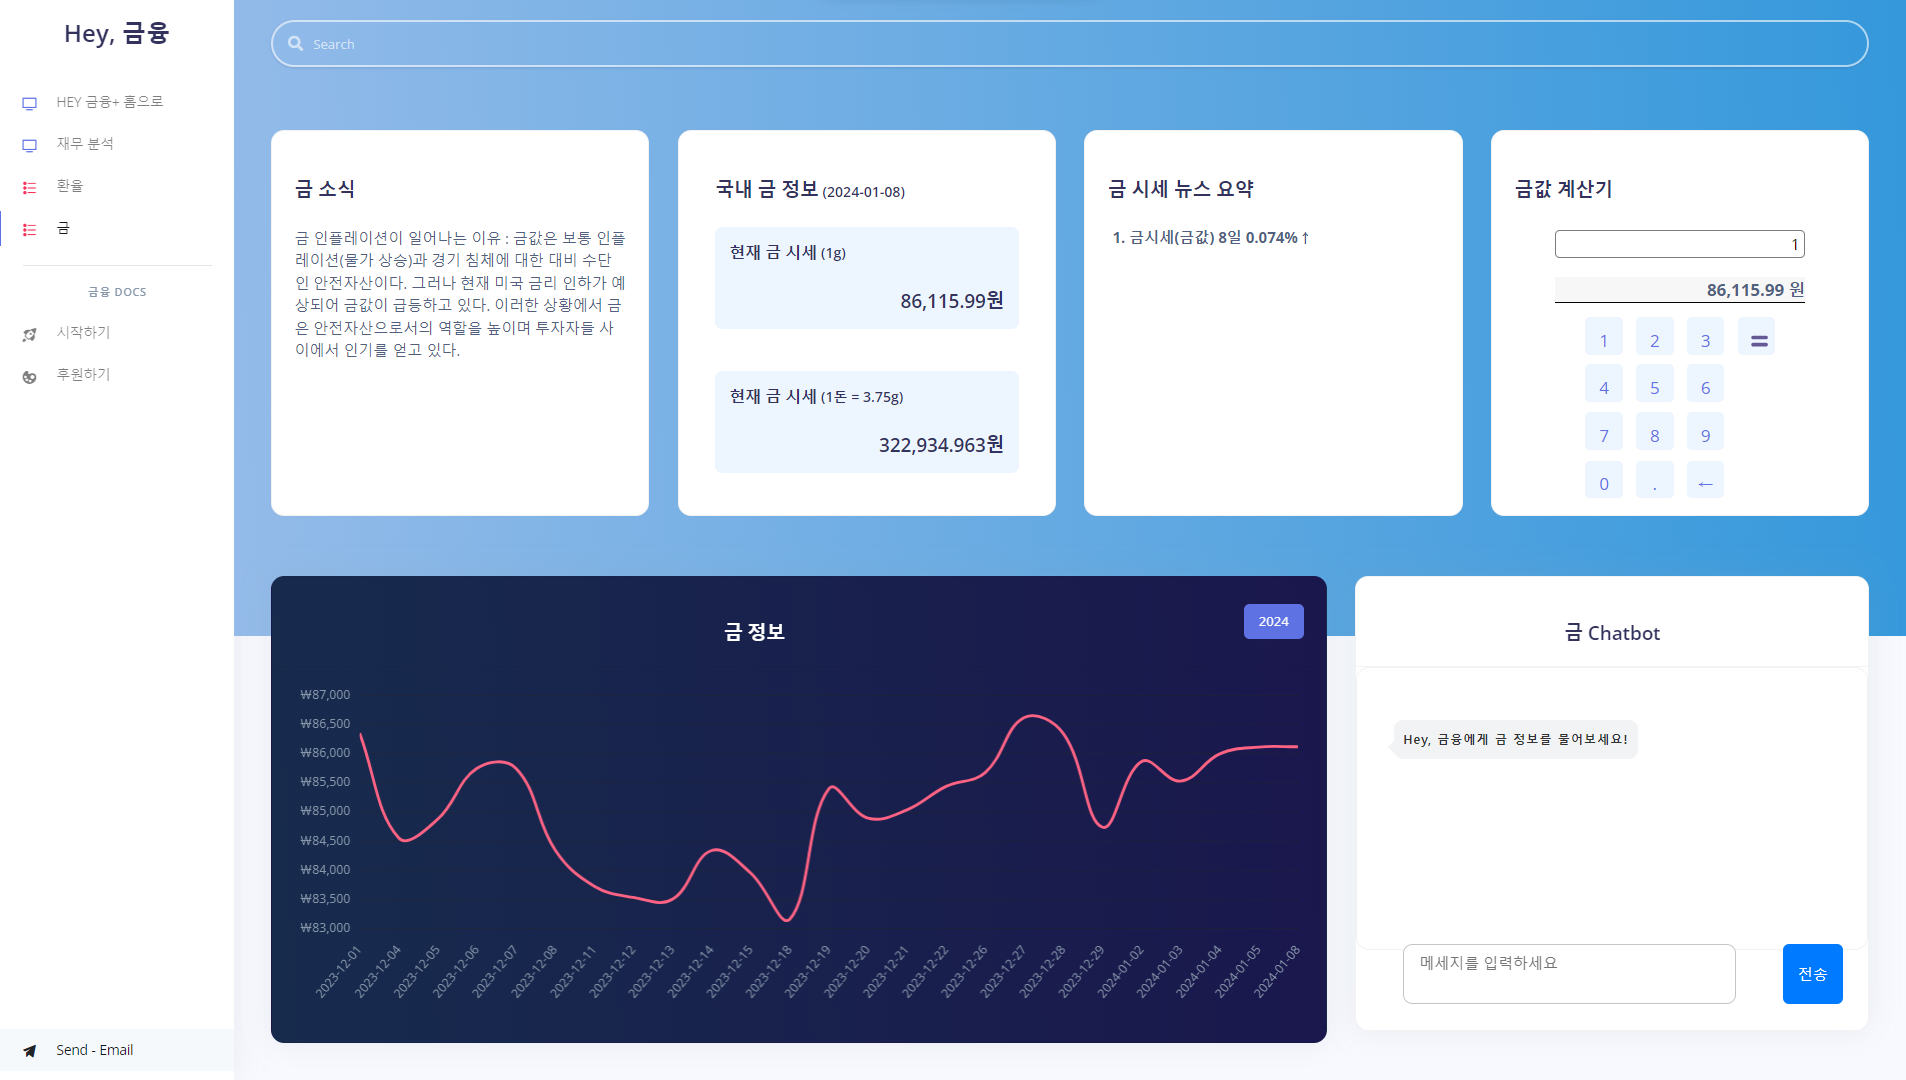 Hey, 금융
HEY 금융+ 홈으로
재무 분석
환율
금
금융 DOCS
시작하기
후원하기
Send - Email
Search
금 소식
금 인플레이션이 일어나는 이유 : 금값은 보통 인플
레이션(물가 상승)과 경기 침체에 대한 대비 수단
인 안전자산이다. 그러나 현재 미국 금리 인하가 예
상되어 금값이 급등하고 있다. 이러한 상황에서 금
은 안전자산으로서의 역할을 높이며 투자자들 사
이에서 인기를 얻고 있다.
국내 금 정보 (2024-01-08)
현재 금 시세 (1g)
86,115.99원
현재 금 시세 (1돈 = 3.75g)
322,934.963원
금 시세 뉴스 요약
1. 금시세(금값) 8일 0.074%↑
금값 계산기
1
86,115.99 원
1 2 3 =
4 5 6
7 8 9
0 . ←
금 정보
2024
₩87,000
₩86,500
₩86,000
₩85,500
₩85,000
₩84,500
₩84,000
₩83,500
₩83,000
2023-12-01
2023-12-04
2023-12-05
2023-12-06
2023-12-07
2023-12-08
2023-12-11
2023-12-12
2023-12-13
2023-12-14
2023-12-15
2023-12-18
2023-12-19
2023-12-20
2023-12-21
2023-12-22
2023-12-26
2023-12-27
2023-12-28
2023-12-29
2024-01-02
2024-01-03
2024-01-04
2024-01-05
2024-01-08
금 Chatbot
Hey, 금융에게 금 정보를 물어보세요!
메세지를 입력하세요
전송